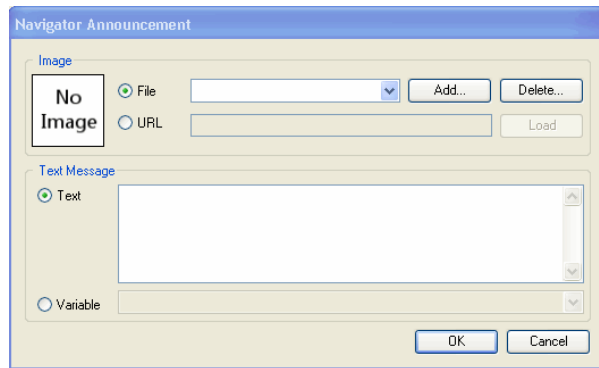 Navigator Announcement
Image
No
Image
File
Add...
Delete...
URL
Load
Text Message
Text
Variable
OK
Cancel